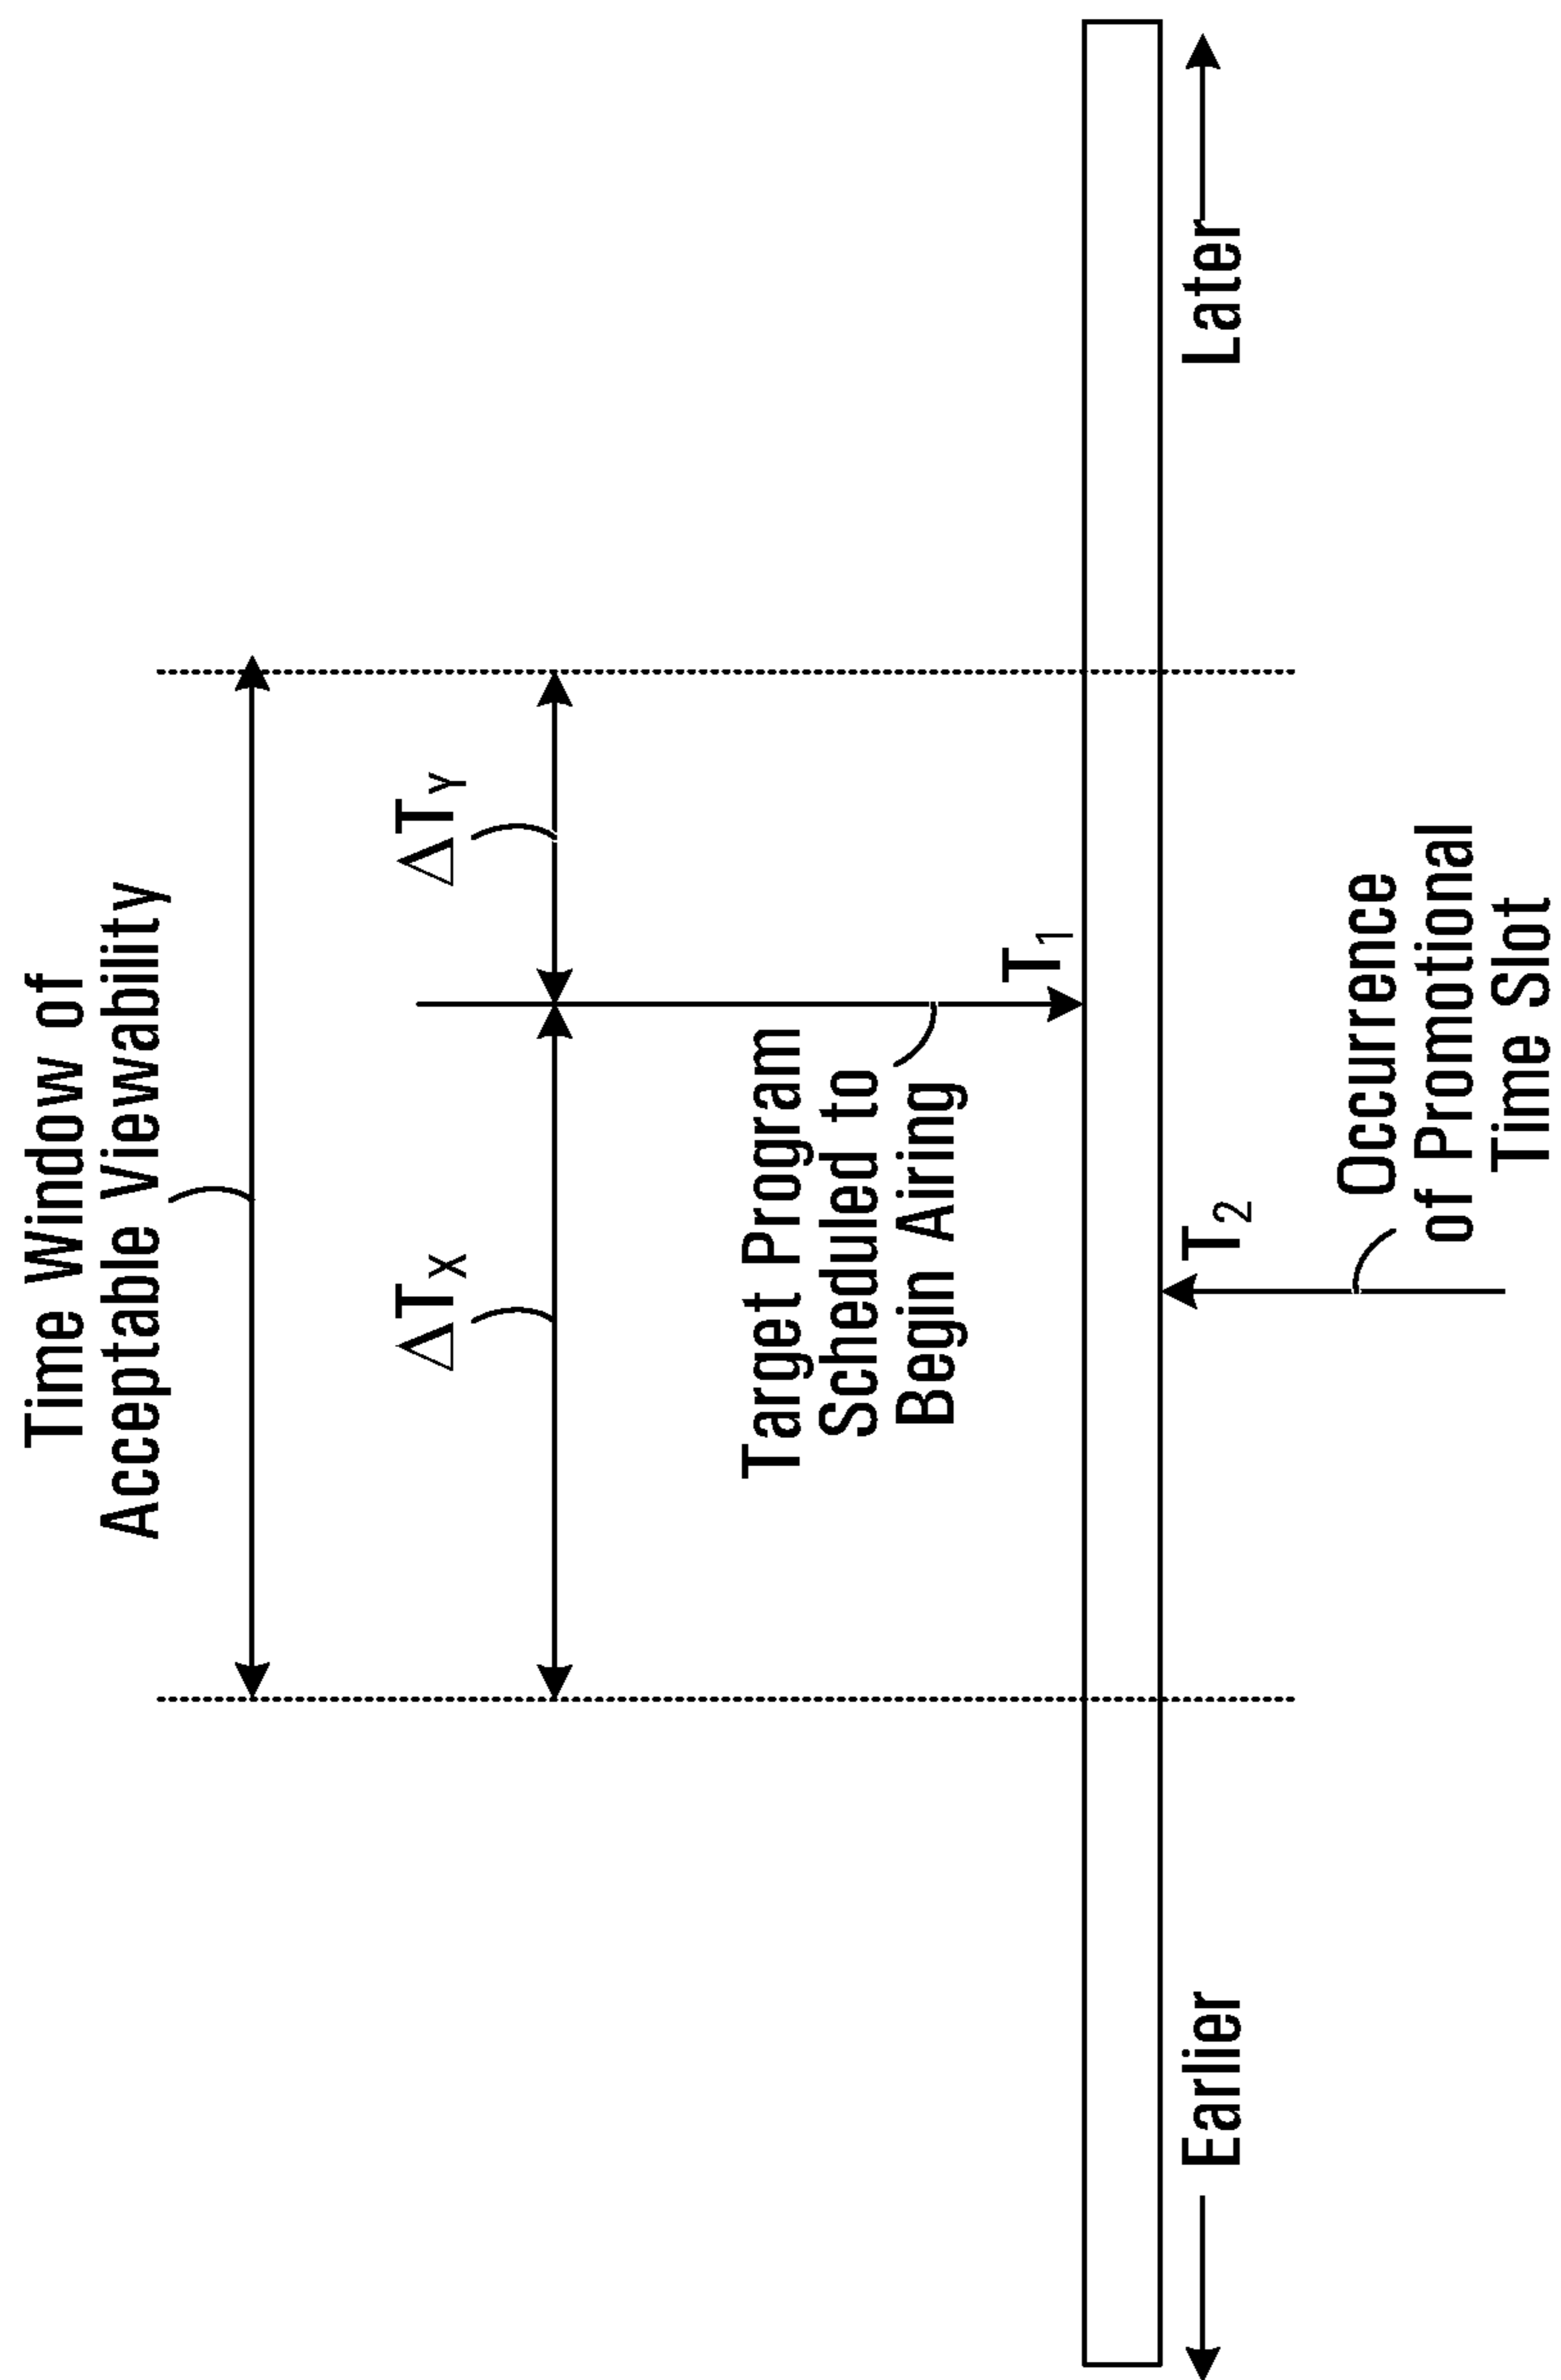 Time Window of
Acceptable Viewability
ΔTX
ΔTY
Target Program
Scheduled to
Begin Airing
T1
Earlier
T2
Later
Occurrence
of Promotional
Time Slot